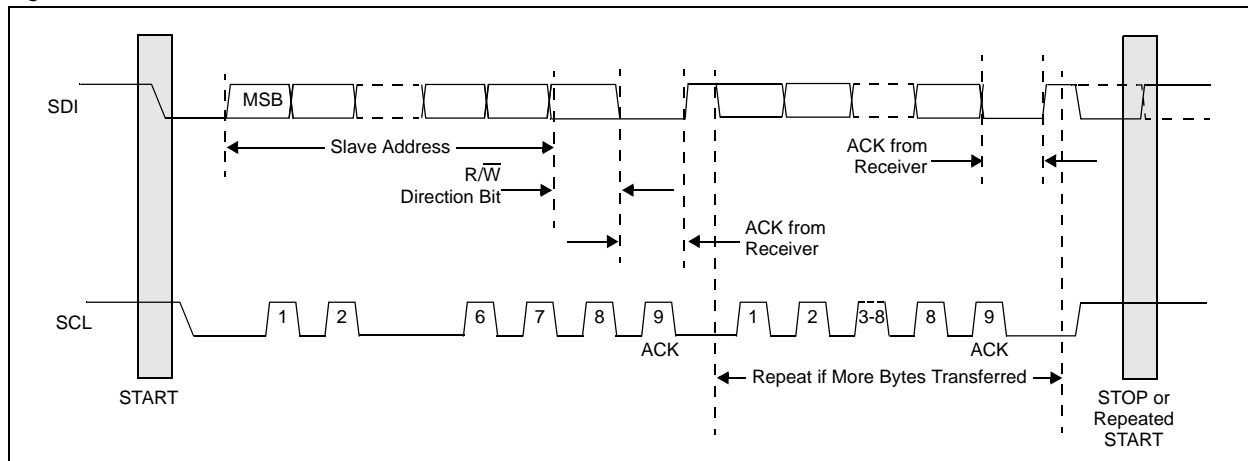 SDI
MSB
Slave Address
R/W̅
Direction Bit
ACK from
Receiver
ACK from
Receiver
SCL
1
2
6
7
8
9
ACK
1
2
3-8
8
9
ACK
Repeat if More Bytes Transferred
START
STOP or
Repeated
START